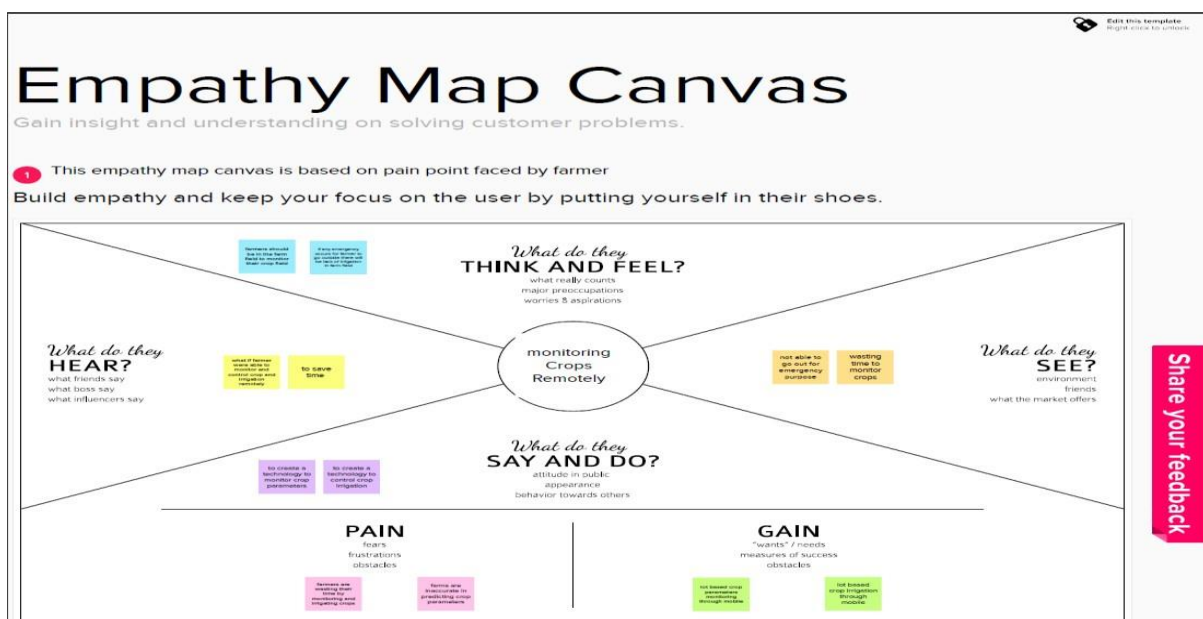 Edit this template
Right-click to unlock
Empathy Map Canvas
Gain insight and understanding on solving customer problems.
1 This empathy map canvas is based on pain point faced by farmer
Build empathy and keep your focus on the user by putting yourself in their shoes.
farmers should
be in the farm
field to monitor
their crop field
if any emergency
occurs for farmer to
go outside there will
be lack of irrigation
in farm field
What do they
THINK AND FEEL?
what really counts
major preoccupations
worries & aspirations
What do they
HEAR?
what friends say
what boss say
what influencers say
what if farmer
were able to
monitor and
control crop and
irrigation
remotely
to save
time
monitoring
Crops
Remotely
not able to
go out for
emergency
purpose
wasting
time to
monitor
crops
What do they
SEE?
environment
friends
what the market offers
What do they
SAY AND DO?
attitude in public
appearance
behavior towards others
to create a
technology to
monitor crop
parameters
to create a
technology to
control crop
irrigation
PAIN
fears
frustrations
obstacles
farmers are
wasting their
time by
monitoring and
irrigating crops
farms are
inaccurate in
predicting crop
parameters
GAIN
"wants" / needs
measures of success
obstacles
Iot based crop
parameters
monitoring
through mobile
Iot based
crop irrigation
through
mobile
Share your feedback